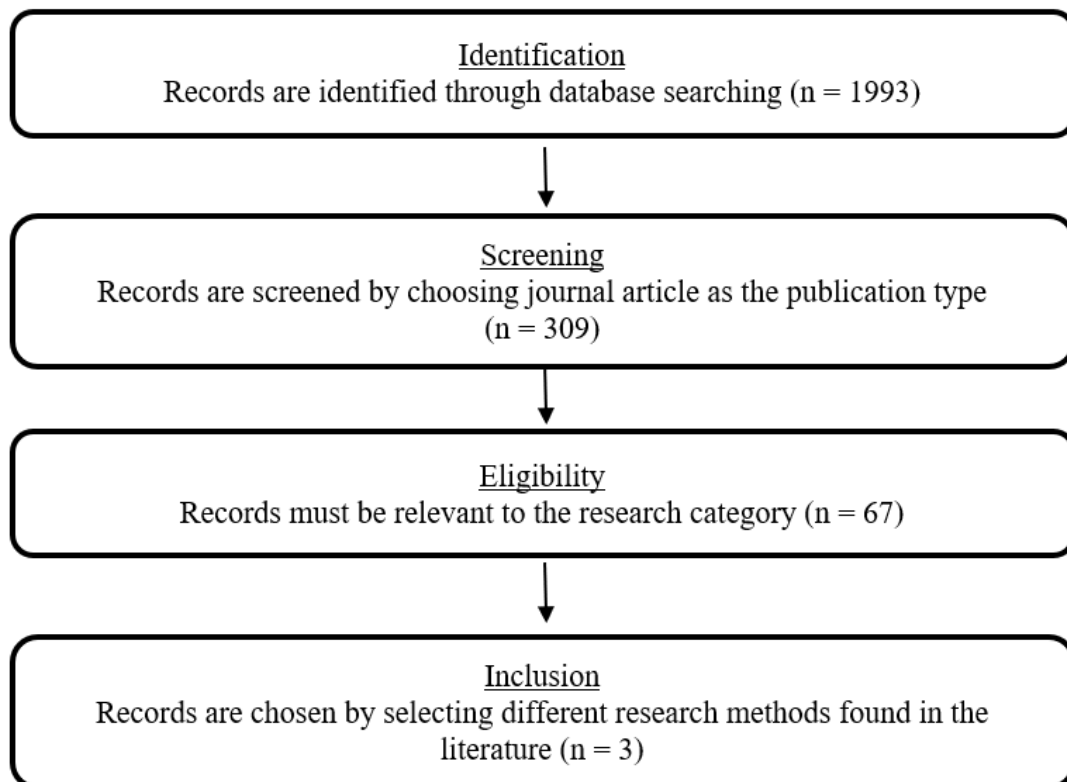 Identification
Records are identified through database searching (n = 1993)
Screening
Records are screened by choosing journal article as the publication type
(n = 309)
Eligibility
Records must be relevant to the research category (n = 67)
Inclusion
Records are chosen by selecting different research methods found in the
literature (n = 3)